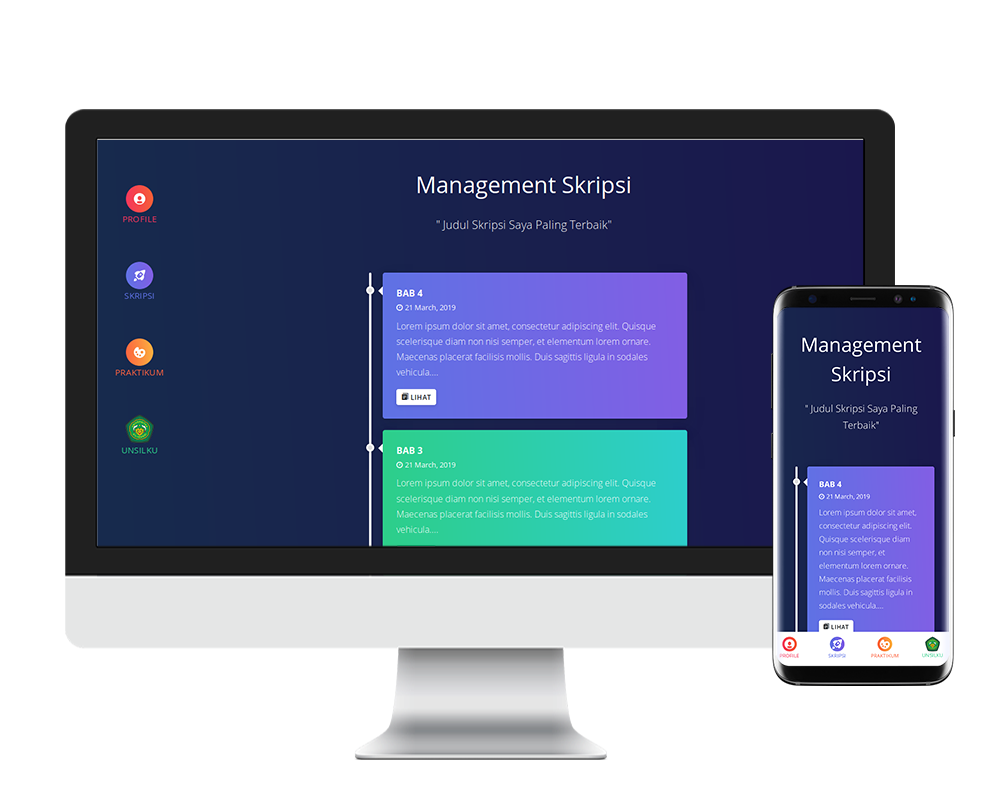 Management Skripsi
" Judul Skripsi Saya Paling Terbaik"
PROFILE
SKRIPSI
PRAKTIKUM
UNSILKU
BAB 4
21 March, 2019
Lorem ipsum dolor sit amet, consectetur adipiscing elit. Quisque
scelerisque diam non nisi semper, et elementum lorem ornare.
Maecenas placerat facilisis mollis. Duis sagittis ligula in sodales
vehicula....
LIHAT
BAB 3
21 March, 2019
Lorem ipsum dolor sit amet, consectetur adipiscing elit. Quisque
scelerisque diam non nisi semper, et elementum lorem ornare.
Maecenas placerat facilisis mollis. Duis sagittis ligula in sodales
vehicula....
Management
Skripsi
" Judul Skripsi Saya Paling
Terbaik"
BAB 4
21 March, 2019
Lorem ipsum dolor sit amet,
consectetur adipiscing elit.
Quisque scelerisque diam
non nisi semper, et
elementum lorem ornare.
Maecenas placerat facilisis
mollis. Duis sagittis ligula in
sodales vehicula....
LIHAT
PROFILE
SKRIPSI
PRAKTIKUM
UNSILKU